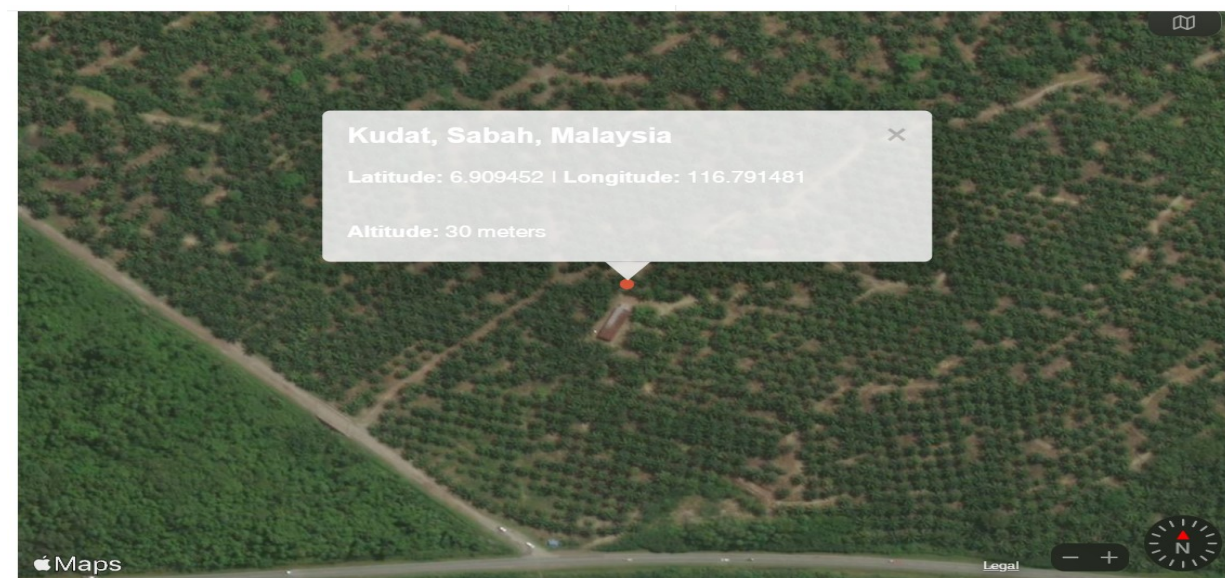 Kudat, Sabah, Malaysia
Latitude: 6.909452 | Longitude: 116.791481
Altitude: 30 meters
Maps
Legal
N